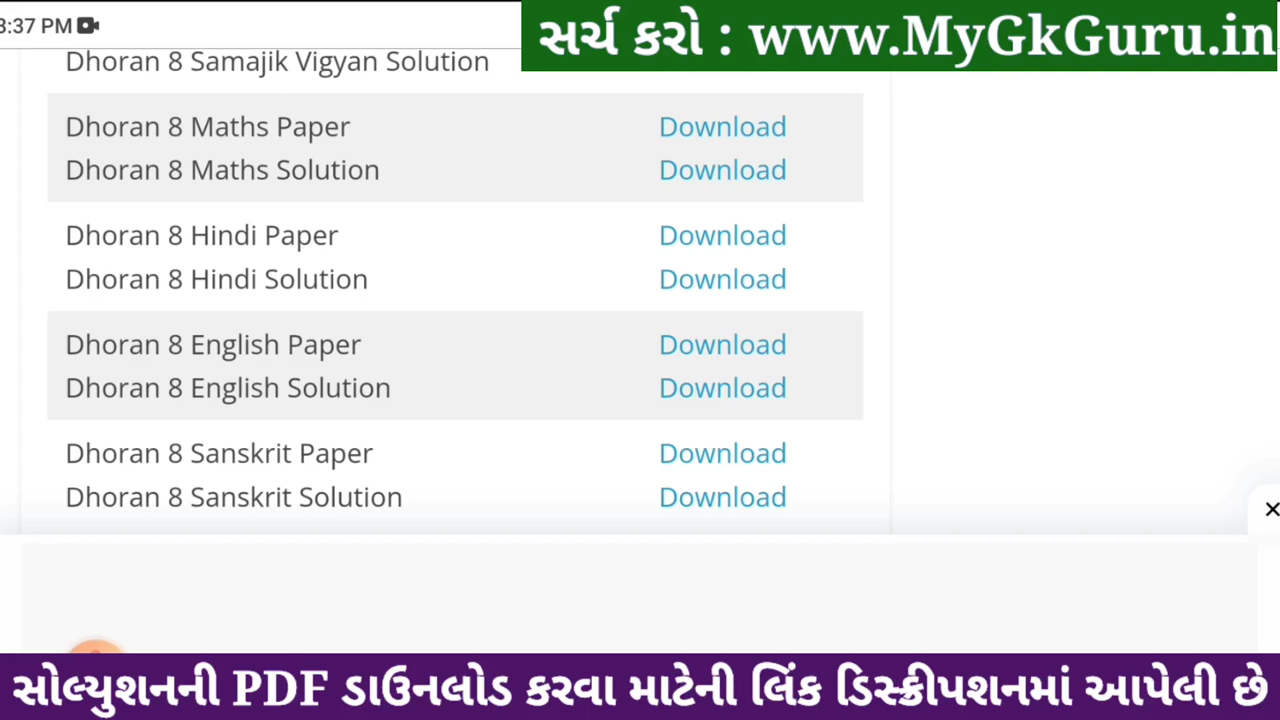 3:37 PM
સર્ચ કરો : www.MyGkGuru.in
Dhoran 8 Samajik Vigyan Solution
Dhoran 8 Maths Paper Download
Dhoran 8 Maths Solution Download
Dhoran 8 Hindi Paper Download
Dhoran 8 Hindi Solution Download
Dhoran 8 English Paper Download
Dhoran 8 English Solution Download
Dhoran 8 Sanskrit Paper Download
Dhoran 8 Sanskrit Solution Download
સોલ્યુશનની PDF ડાઉનલોડ કરવા માટેની લિંક ડિસ્ક્રીપશનમાં આપેલી છે